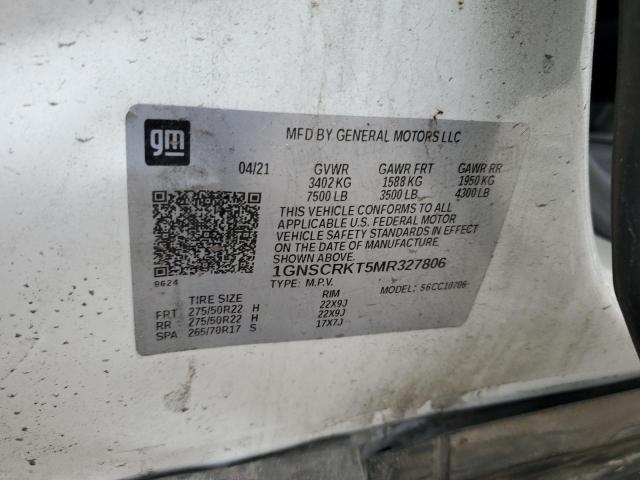 gm
MFD BY GENERAL MOTORS LLC
04/21 GVWR GAWR FRT GAWR RR
3402 KG 1588 KG 1950 KG
7500 LB 3500 LB 4300 LB
THIS VEHICLE CONFORMS TO ALL
APPLICABLE U.S. FEDERAL MOTOR
VEHICLE SAFETY STANDARDS IN EFFECT
ON THE DATE OF MANUFACTURE
SHOWN ABOVE.
1GNSCRKT5MR327806
8624
TYPE: M.P.V. MODEL: S6CC10706
TIRE SIZE RIM
FRT 275/50R22 H 22X9J
RR 275/50R22 H 22X9J
SPA 265/70R17 S 17X7J